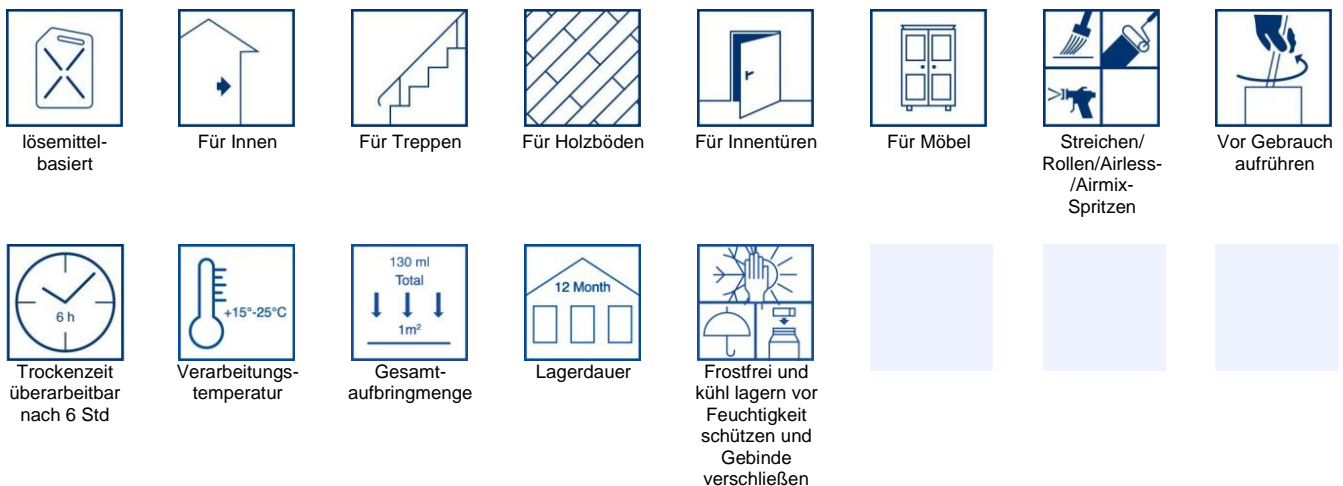 lösemittel-
basiert
Für Innen
Für Treppen
Für Holzböden
Für Innentüren
Für Möbel
Streichen/
Rollen/Airless-
/Airmix-
Spritzen
Vor Gebrauch
aufrühren
6 h
Trockenzeit
überarbeitbar
nach 6 Std
+15°-25°C
Verarbeitungs-
temperatur
130 ml
Total
1m²
Gesamt-
aufbringmenge
12 Month
Lagerdauer
Frostfrei und
kühl lagern vor
Feuchtigkeit
schützen und
Gebinde
verschließen